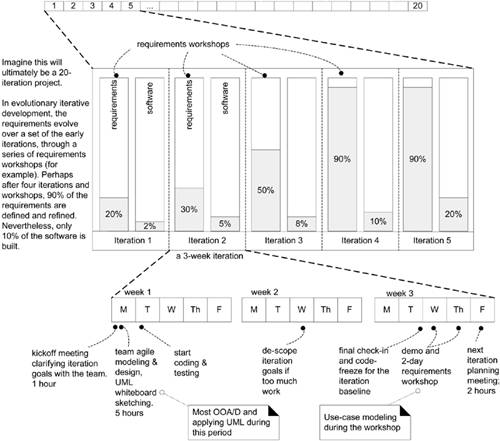 1 2 3 4 5 ... 20
requirements workshops
Imagine this will
ultimately be a 20-
iteration project.
In evolutionary iterative
development, the
requirements evolve
over a set of the early
iterations, through a
series of requirements
workshops (for
example). Perhaps
after four iterations and
workshops, 90% of the
requirements are
defined and refined.
Nevertheless, only
10% of the software is
built.
requirements software requirements software
20% 2% 30% 5% 50% 8% 90% 10% 90% 20%
Iteration 1 Iteration 2 Iteration 3 Iteration 4 Iteration 5
a 3-week iteration
week 1 week 2 week 3
M T W Th F M T W Th F M T W Th F
kickoff meeting
clarifying iteration
goals with the team.
1 hour
team agile
modeling &
design,
UML
whiteboard
sketching.
5 hours
start
coding &
testing
de-scope
iteration
goals if
too much
work
final check-in
and code-
freeze for the
iteration
baseline
demo and
2-day
requirements
workshop
next
iteration
planning
meeting;
2 hours
Most OOA/D and
applying UML during
this period
Use-case modeling
during the workshop